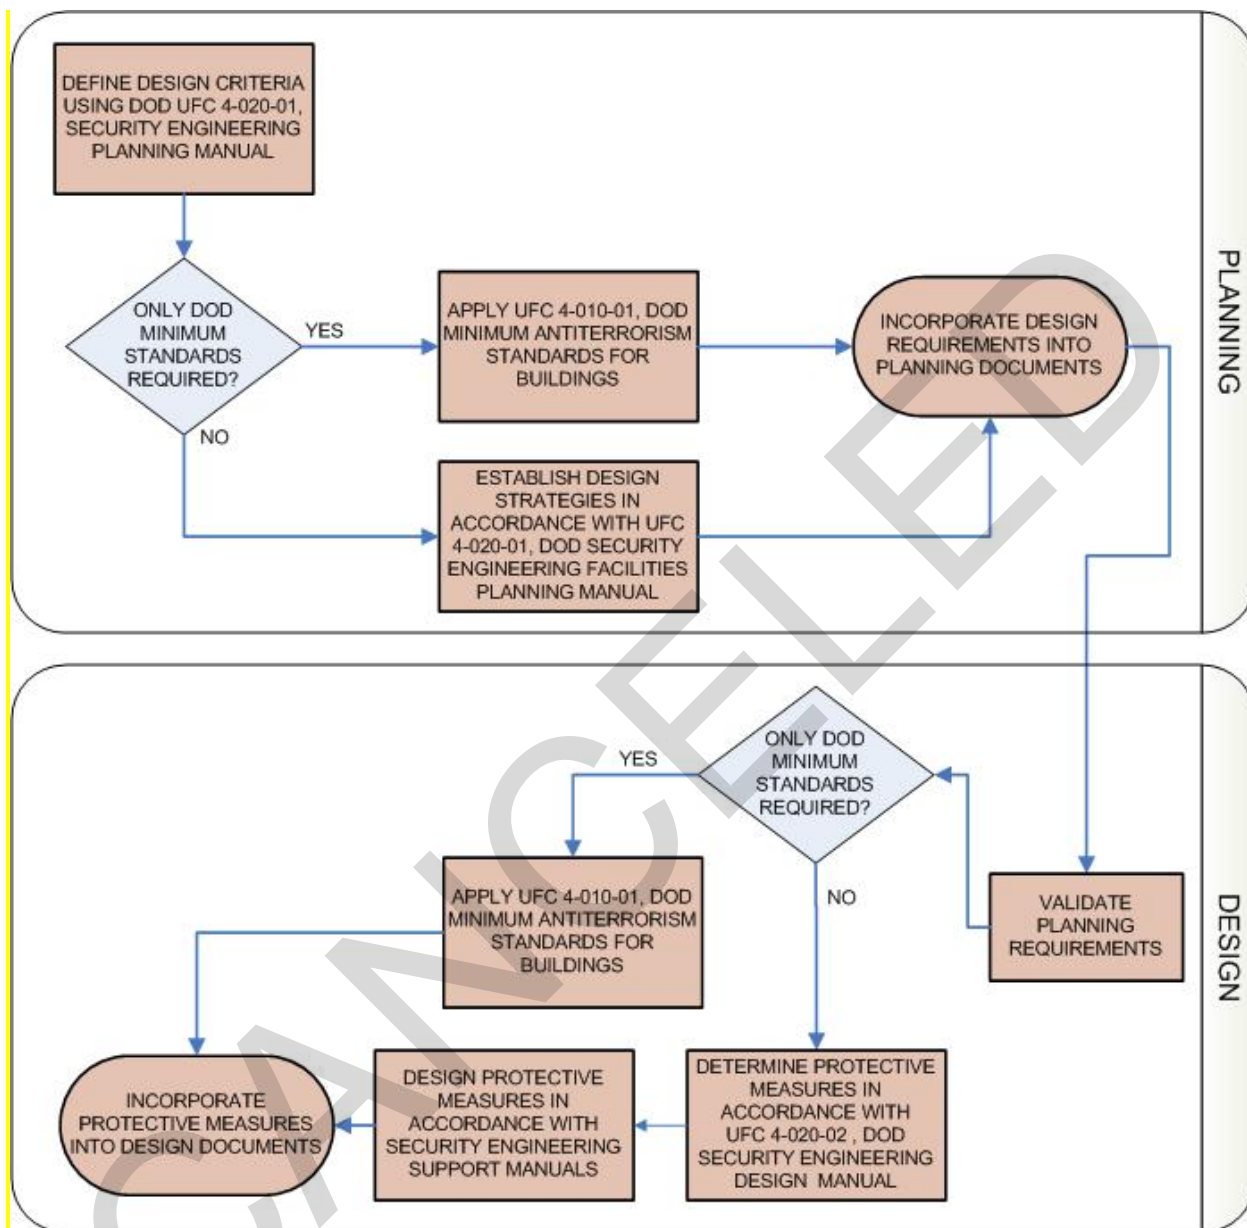 DEFINE DESIGN CRITERIA
USING DOD UFC 4-020-01,
SECURITY ENGINEERING
PLANNING MANUAL
ONLY DOD
MINIMUM
STANDARDS
REQUIRED?
YES
NO
APPLY UFC 4-010-01, DOD
MINIMUM ANTITERRORISM
STANDARDS FOR
BUILDINGS
ESTABLISH DESIGN
STRATEGIES IN
ACCORDANCE WITH UFC
4-020-01, DOD SECURITY
ENGINEERING FACILITIES
PLANNING MANUAL
INCORPORATE DESIGN
REQUIREMENTS INTO
PLANNING DOCUMENTS
PLANNING
VALIDATE
PLANNING
REQUIREMENTS
ONLY DOD
MINIMUM
STANDARDS
REQUIRED?
YES
NO
APPLY UFC 4-010-01, DOD
MINIMUM ANTITERRORISM
STANDARDS FOR
BUILDINGS
DETERMINE PROTECTIVE
MEASURES IN
ACCORDANCE WITH
UFC 4-020-02 , DOD
SECURITY ENGINEERING
DESIGN MANUAL
DESIGN PROTECTIVE
MEASURES IN
ACCORDANCE WITH
SECURITY ENGINEERING
SUPPORT MANUALS
INCORPORATE
PROTECTIVE MEASURES
INTO DESIGN DOCUMENTS
DESIGN
CANCELED